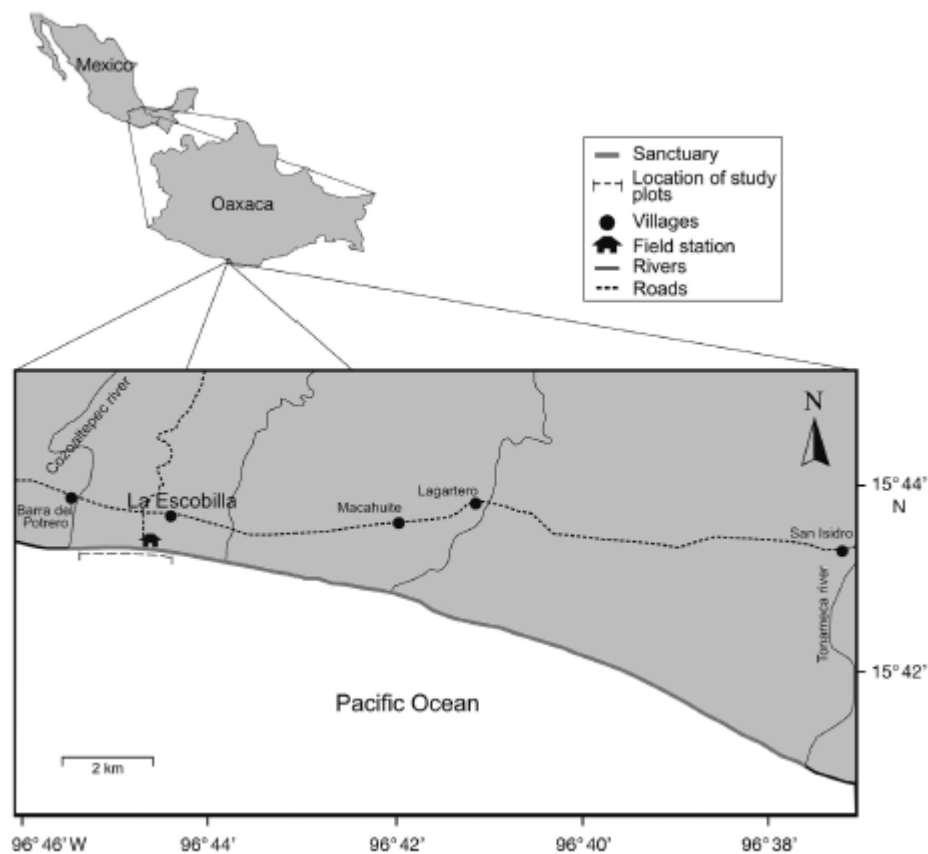 Mexico
Oaxaca
Sanctuary
Location of study
plots
Villages
Field station
Rivers
Roads
Cozoaltepec river
N
15°44'
N
La Escobilla
Lagartero
Macahuite
Barra del
Potrero
San Isidro
Tonameca river
15°42'
Pacific Ocean
2 km
96°46'W
96°44'
96°42'
96°40'
96°38'